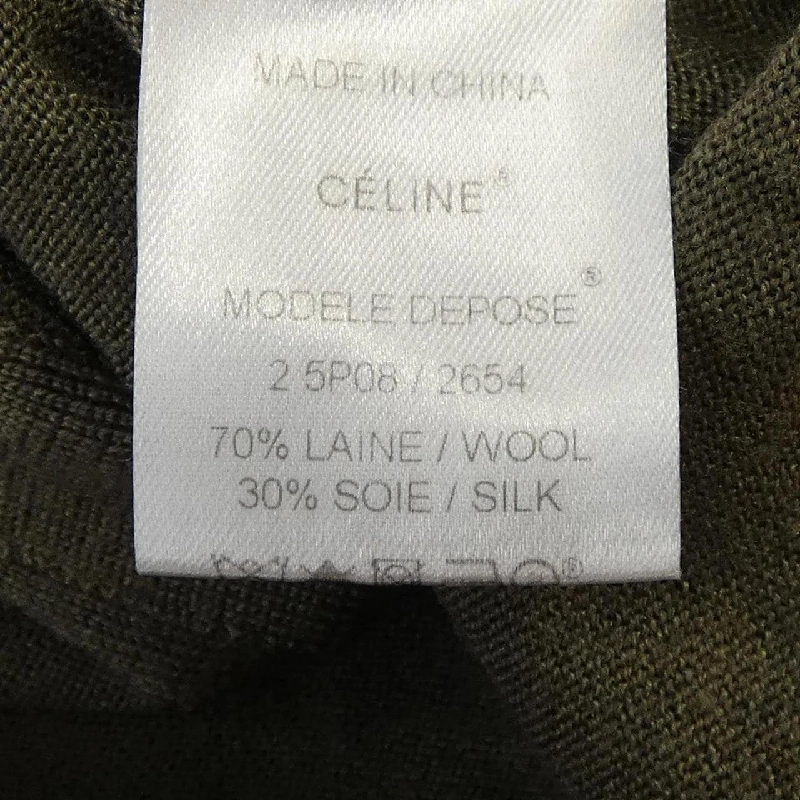 MADE IN CHINA
CÉLINE®
MODELE DEPOSE®
2 5P08 / 2654
70% LAINE / WOOL
30% SOIE / SILK